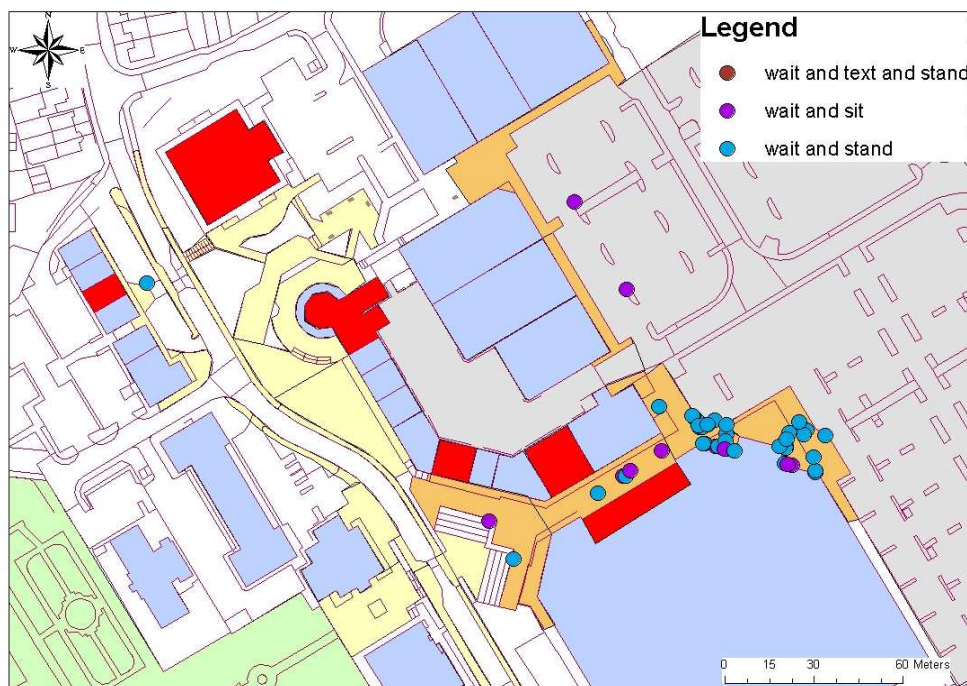 N
W E
S
Legend
wait and text and stand
wait and sit
wait and stand
0 15 30 60 Meters